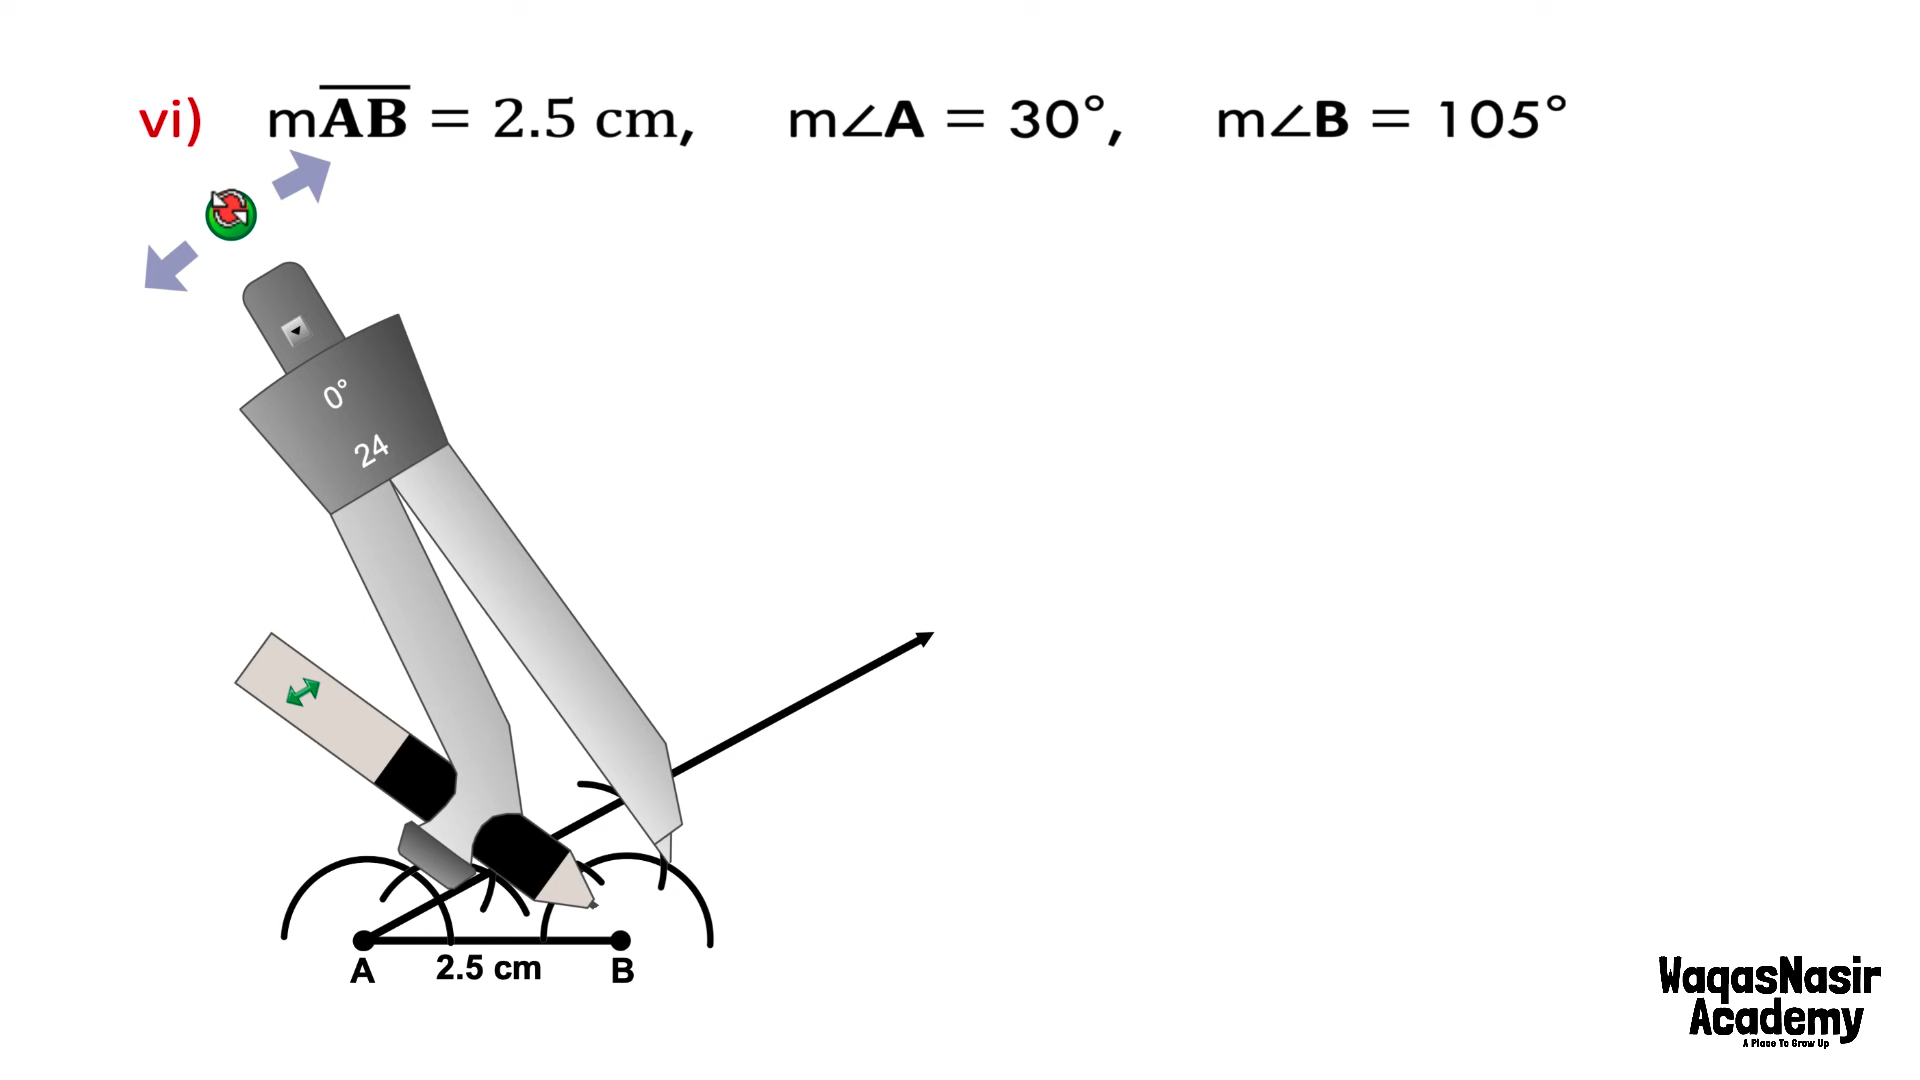 vi) mAB = 2.5 cm, m∠A = 30°, m∠B = 105°
0°
24
A 2.5 cm B
WaqasNasir
Academy
A Place To Grow Up